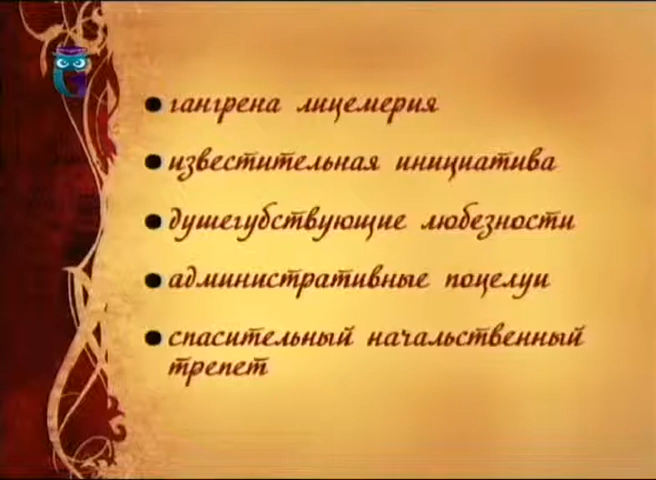 гангрена лицемерия
известительная инициатива
душегубствующие любезности
административные поцелуи
спасительный начальственный
трепет